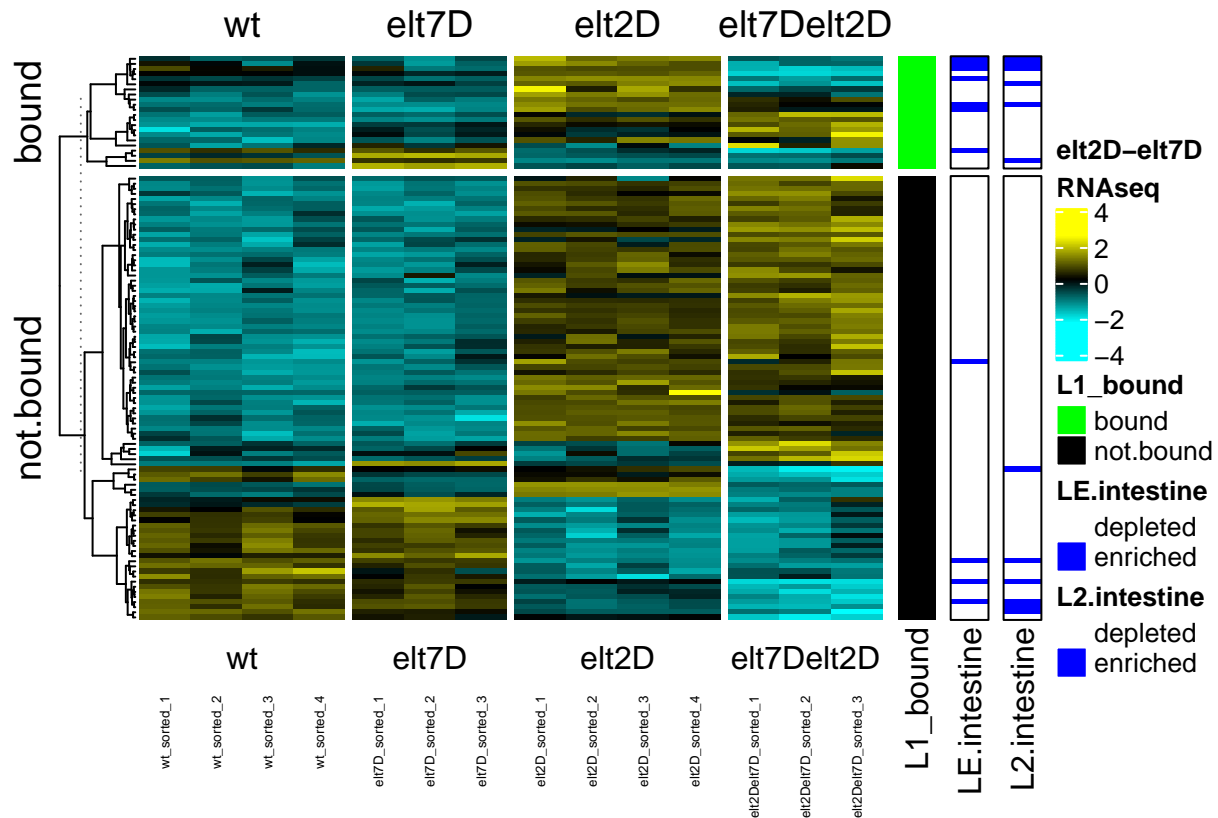 wt elt7D elt2D elt7Delt2D
bound
not.bound
elt2D−elt7D
RNAseq
4
2
0
−2
−4
L1_bound
bound
not.bound
LE.intestine
depleted
enriched
L2.intestine
depleted
enriched
wt elt7D elt2D elt7Delt2D
wt_sorted_1
wt_sorted_2
wt_sorted_3
wt_sorted_4
elt7D_sorted_1
elt7D_sorted_2
elt7D_sorted_3
elt2D_sorted_1
elt2D_sorted_2
elt2D_sorted_3
elt2D_sorted_4
elt2Delt7D_sorted_1
elt2Delt7D_sorted_2
elt2Delt7D_sorted_3
L1_bound
LE.intestine
L2.intestine